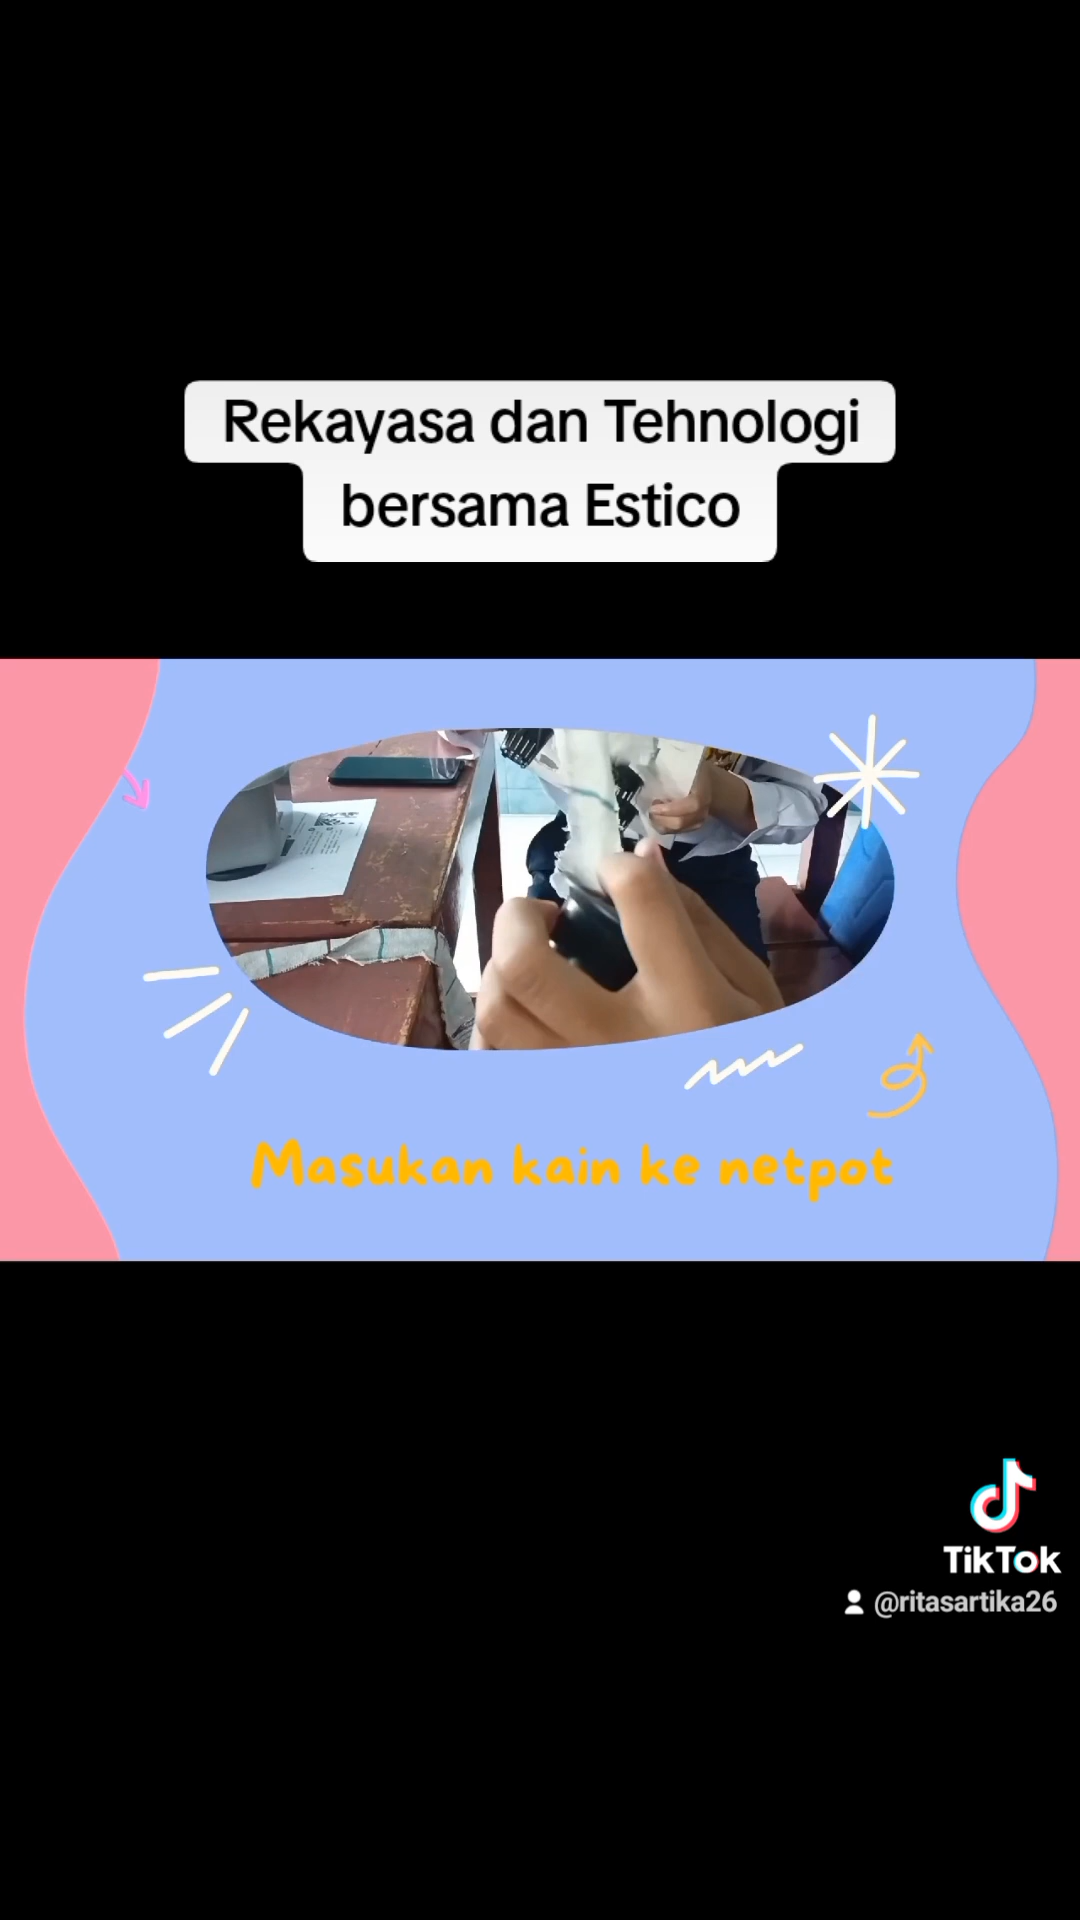 Rekayasa dan Tehnologi
bersama Estico
Masukan kain ke netpot
TikTok
@ritasartika26